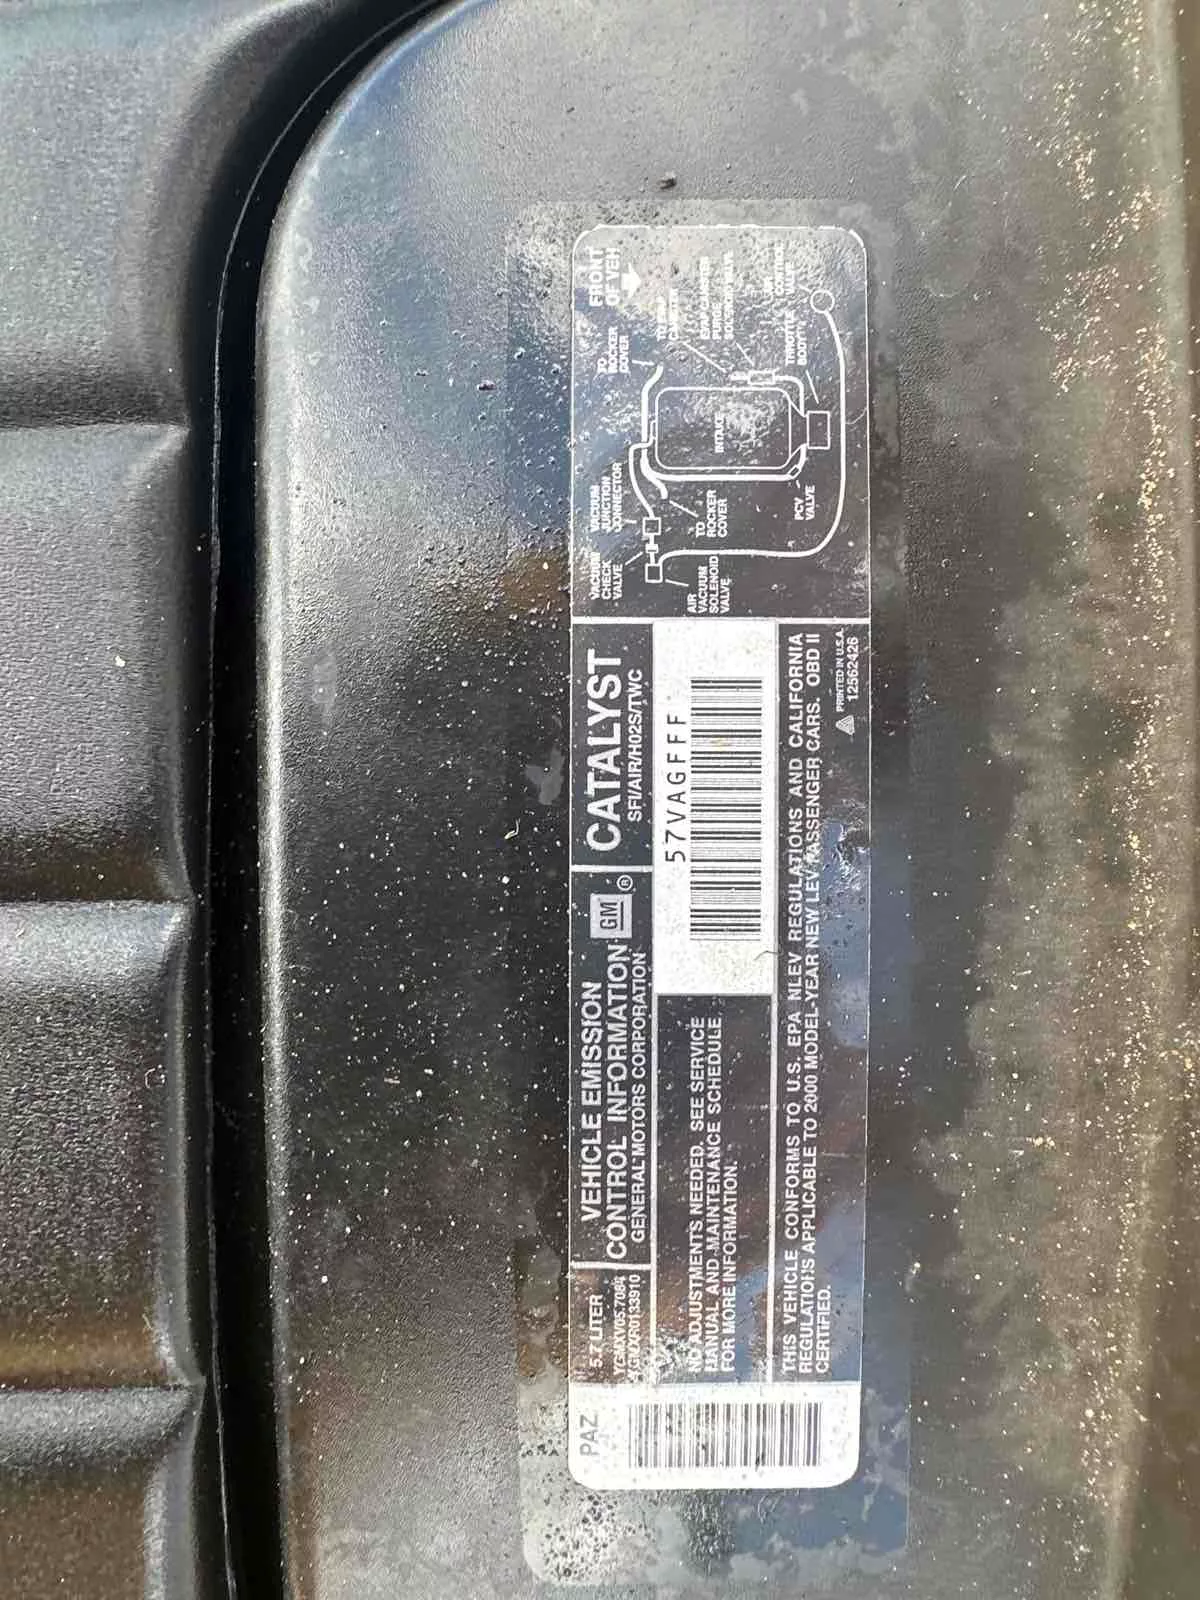 PAZ
5.7 LITER
YGMXV05.7084
YGMXR0133910
VEHICLE EMISSION
CONTROL INFORMATION
GENERAL MOTORS CORPORATION
GM ®
CATALYST
SFI/AIR/HO2S/TWC
NO ADJUSTMENTS NEEDED. SEE SERVICE
MANUAL AND MAINTENANCE SCHEDULE
FOR MORE INFORMATION.
57VAGFFF
THIS VEHICLE CONFORMS TO U.S. EPA NLEV REGULATIONS AND CALIFORNIA
REGULATIONS APPLICABLE TO 2000 MODEL-YEAR NEW LEV PASSENGER CARS. OBD II
CERTIFIED.
PRINTED IN U.S.A.
12562426
VACUUM
CHECK
VALVE
VACUUM
JUNCTION
CONNECTOR
TO
ROCKER
COVER
FRONT
OF VEH
TO EVAP
CANISTER
EVAP CANISTER
PURGE
SOLENOID VALVE
INTAKE
TO
ROCKER
COVER
AIR
VACUUM
SOLENOID
VALVE
PCV
VALVE
THROTTLE
BODY
CONTROL
VALVE